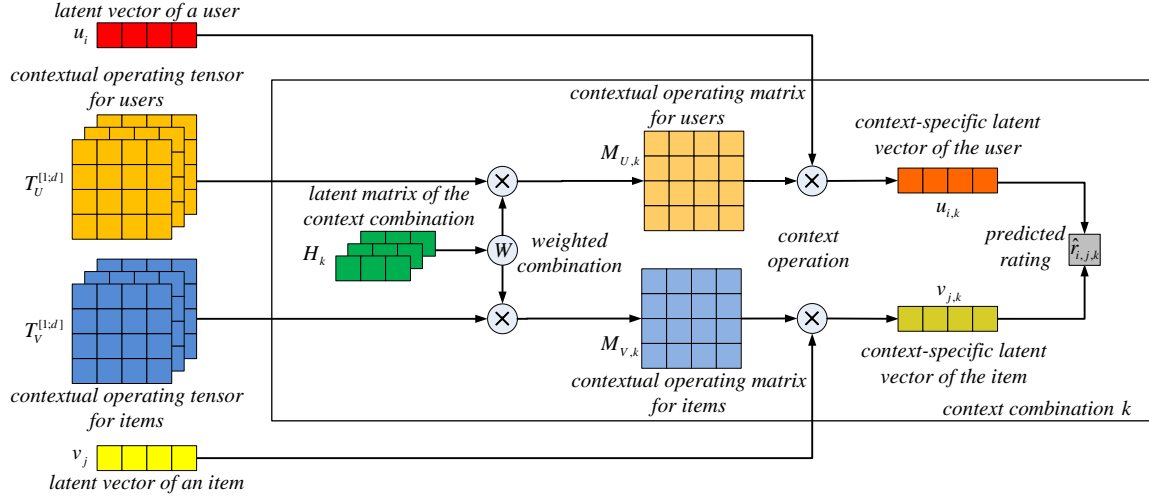 latent vector of a user
u_i
contextual operating tensor
for users
T_U^{[1;d]}
contextual operating matrix
for users
M_{U,k}
context-specific latent
vector of the user
u_{i,k}
latent matrix of the
context combination
H_k
W
weighted
combination
context
operation
predicted
rating
r̂_{i,j,k}
T_V^{[1;d]}
M_{V,k}
v_{j,k}
contextual operating tensor
for items
contextual operating matrix
for items
context-specific latent
vector of the item
context combination k
v_j
latent vector of an item